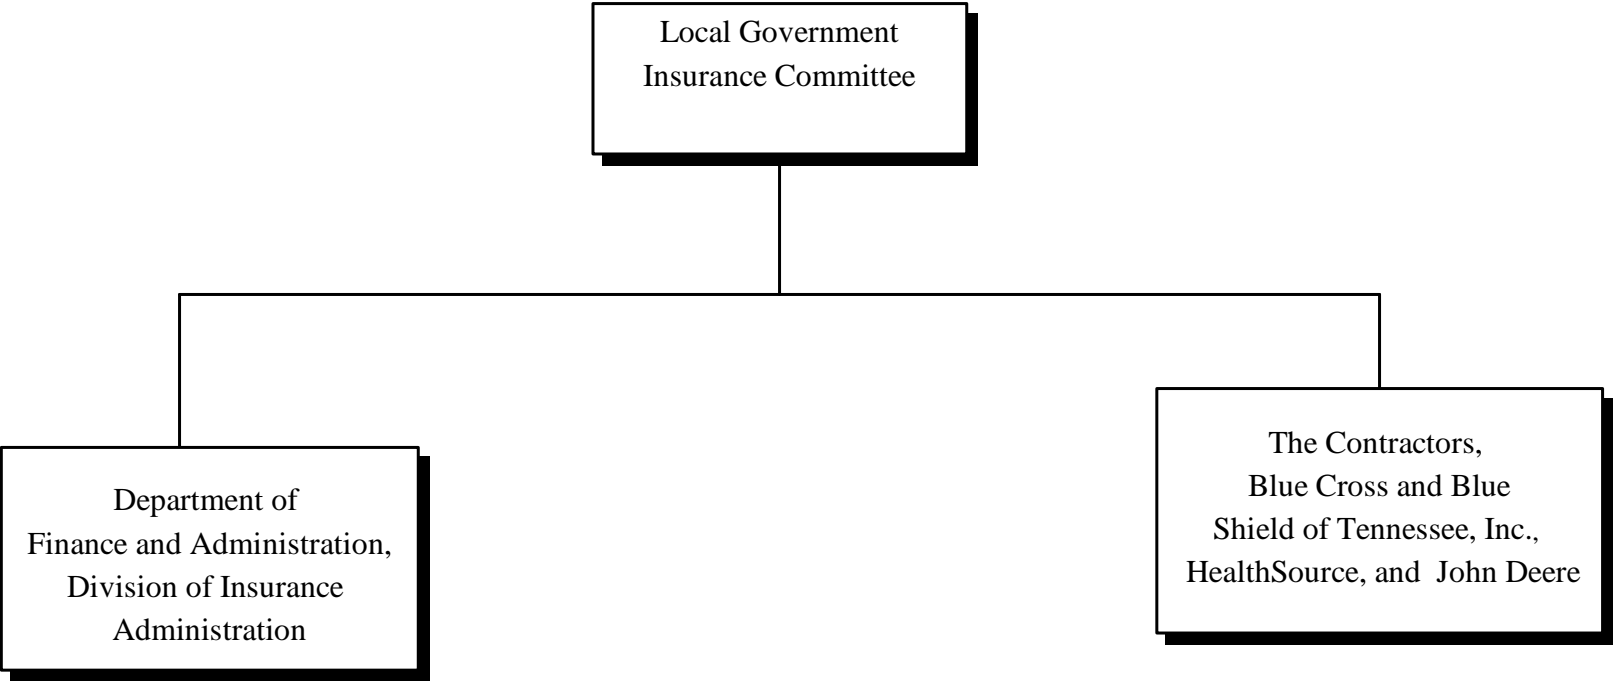 Local Government
Insurance Committee
Department of
Finance and Administration,
Division of Insurance
Administration
The Contractors,
Blue Cross and Blue
Shield of Tennessee, Inc.,
HealthSource, and  John Deere